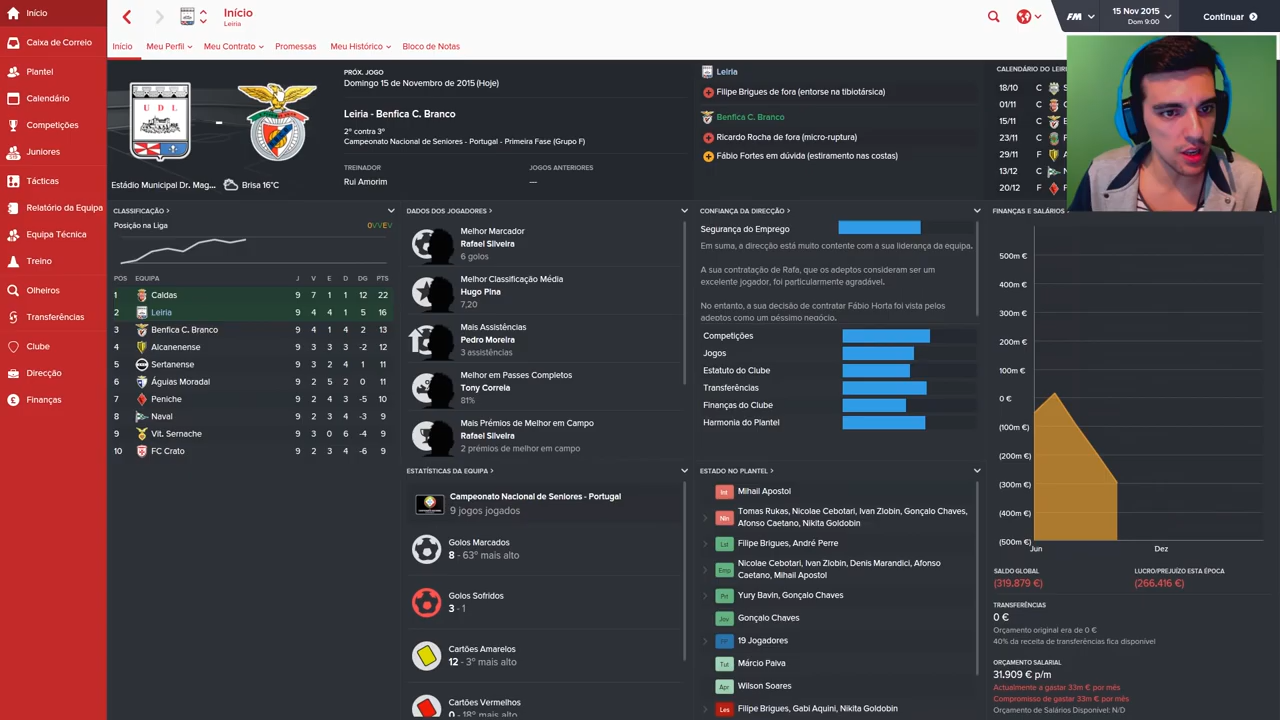 Início
Caixa de Correio
Plantel
Calendário
Competições
Juniores
Tácticas
Relatório da Equipa
Equipa Técnica
Treino
Olheiros
Transferências
Clube
Direcção
Finanças
Início
Leiria
FM
15 Nov 2015
Dom 9:00
Continuar
Início
Meu Perfil
Meu Contrato
Promessas
Meu Histórico
Bloco de Notas
U D L
-
Estádio Municipal Dr. Mag...
Brisa 16°C
PRÓX. JOGO
Domingo 15 de Novembro de 2015 (Hoje)
Leiria - Benfica C. Branco
2º contra 3º
Campeonato Nacional de Seniores - Portugal - Primeira Fase (Grupo F)
TREINADOR
JOGOS ANTERIORES
Rui Amorim
—
Leiria
Filipe Brigues de fora (entorse na tibiotársica)
Benfica C. Branco
Ricardo Rocha de fora (micro-ruptura)
Fábio Fortes em dúvida (estiramento nas costas)
CALENDÁRIO DO LEIR
18/10 C
01/11 C
15/11 C
23/11 F
29/11 F
13/12 C
20/12 F
CLASSIFICAÇÃO >
Posição na Liga
0VVEV
POS EQUIPA J V E D DG PTS
1 Caldas 9 7 1 1 12 22
2 Leiria 9 4 4 1 5 16
3 Benfica C. Branco 9 4 1 4 2 13
4 Alcanenense 9 3 3 3 -2 12
5 Sertanense 9 3 2 4 1 11
6 Águias Moradal 9 2 5 2 0 11
7 Peniche 9 2 4 3 -5 10
8 Naval 9 2 3 4 -3 9
9 Vit. Sernache 9 3 0 6 -4 9
10 FC Crato 9 2 3 4 -6 9
DADOS DOS JOGADORES >
Melhor Marcador
Rafael Silveira
6 golos
Melhor Classificação Média
Hugo Pina
7,20
Mais Assistências
Pedro Moreira
3 assistências
Melhor em Passes Completos
Tony Correia
81%
Mais Prémios de Melhor em Campo
Rafael Silveira
2 prémios de melhor em campo
ESTATÍSTICAS DA EQUIPA >
Campeonato Nacional de Seniores - Portugal
9 jogos jogados
Golos Marcados
8 - 63º mais alto
Golos Sofridos
3 - 1
Cartões Amarelos
12 - 3º mais alto
Cartões Vermelhos
0 - 18º mais alto
CONFIANÇA DA DIRECÇÃO >
Segurança do Emprego
Em suma, a direcção está muito contente com a sua liderança da equipa.
A sua contratação de Rafa, que os adeptos consideram ser um
excelente jogador, foi particularmente agradável.
No entanto, a sua decisão de contratar Fábio Horta foi vista pelos
adeptos como um péssimo negócio.
Competições
Jogos
Estatuto do Clube
Transferências
Finanças do Clube
Harmonia do Plantel
ESTADO NO PLANTEL >
Int Mihail Apostol
NIn Tomas Rukas, Nicolae Cebotari, Ivan Zlobin, Gonçalo Chaves,
Afonso Caetano, Nikita Goldobin
Lst Filipe Brigues, André Perre
Emp Nicolae Cebotari, Ivan Zlobin, Denis Marandici, Afonso
Caetano, Mihail Apostol
Prl Yury Bavin, Gonçalo Chaves
Jov Gonçalo Chaves
19 Jogadores
Tut Márcio Paiva
Apr Wilson Soares
Les Filipe Brigues, Gabi Aquini, Nikita Goldobin
FINANÇAS E SALÁRIOS
500m €
400m €
300m €
200m €
100m €
0 €
(100m €)
(200m €)
(300m €)
(400m €)
(500m €)
Jun Dez
SALDO GLOBAL
LUCRO/PREJUÍZO ESTA ÉPOCA
(319.879 €)
(266.416 €)
TRANSFERÊNCIAS
0 €
Orçamento original era de 0 €
40% da receita de transferências fica disponível
ORÇAMENTO SALARIAL
31.909 € p/m
Actualmente a gastar 33m € por mês
Compromisso de gastar 33m € por mês
Orçamento de Salários Disponível: N/D